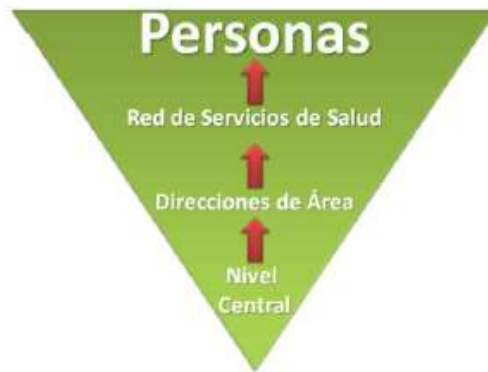 Personas
Red de Servicios de Salud
Direcciones de Área
Nivel
Central